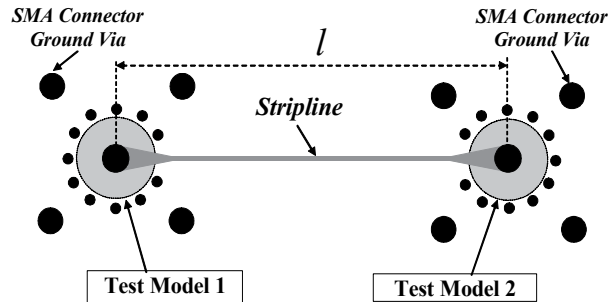 SMA Connector
Ground Via
SMA Connector
Ground Via
l
Stripline
Test Model 1
Test Model 2